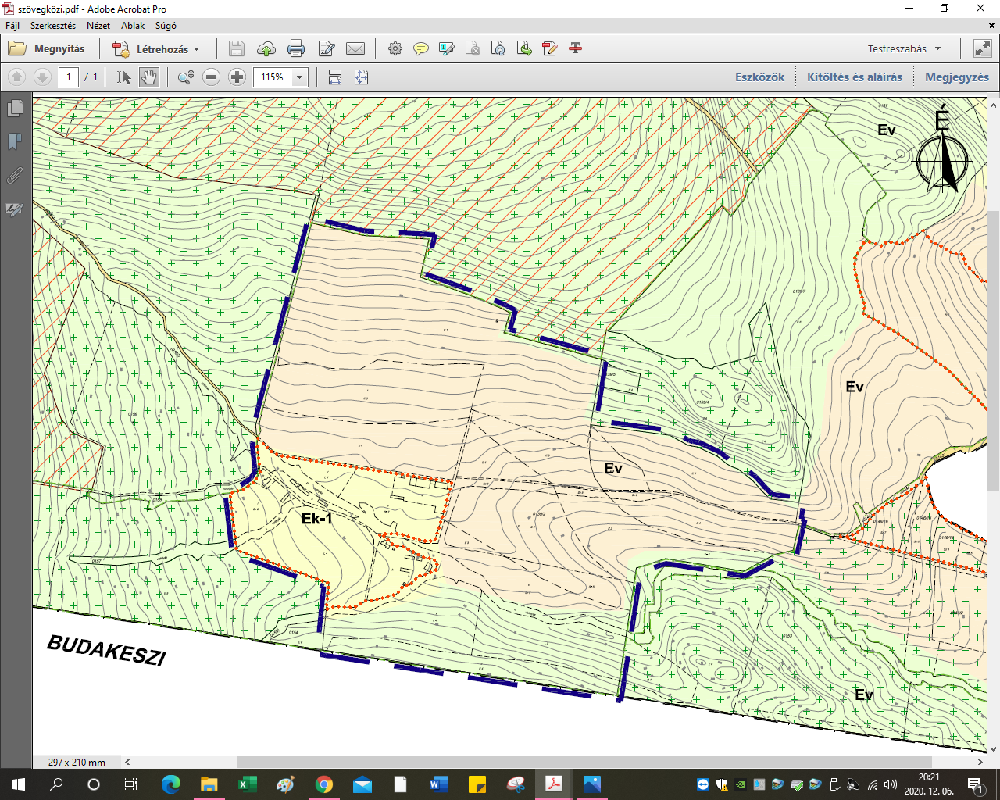 szövegközi.pdf - Adobe Acrobat Pro
Fájl Szerkesztés Nézet Ablak Súgó
Megnyitás Létrehozás Testreszabás
1 / 1 115% Eszközök Kitöltés és aláírás Megjegyzés
É
Ev
Ev
Ev
Ek-1
Ev
BUDAKESZI
297 x 210 mm
20:21
2020. 12. 06.
1